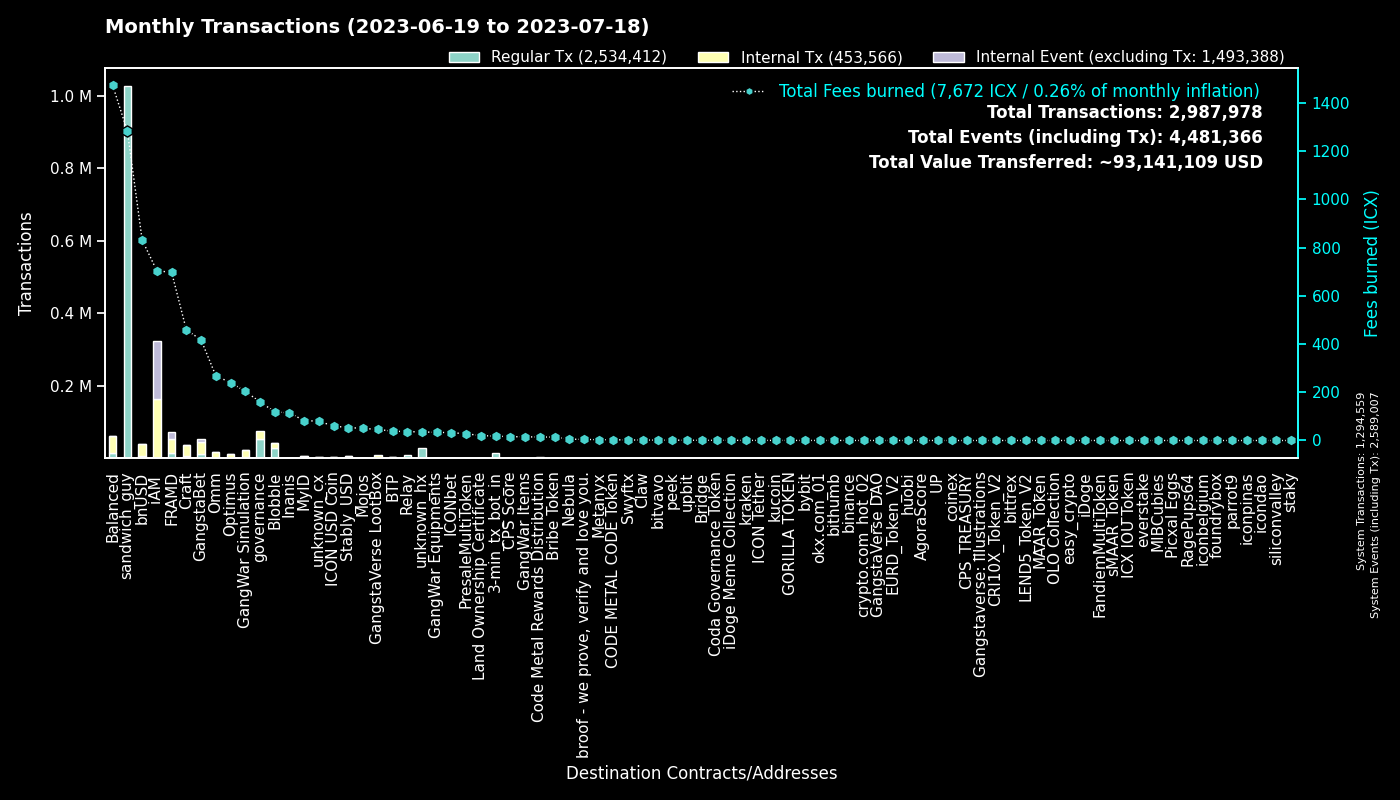 Monthly Transactions (2023-06-19 to 2023-07-18)
Regular Tx (2,534,412)
Internal Tx (453,566)
Internal Event (excluding Tx: 1,493,388)
Total Fees burned (7,672 ICX / 0.26% of monthly inflation)
Total Transactions: 2,987,978
Total Events (including Tx): 4,481,366
Total Value Transferred: ~93,141,109 USD
Transactions
1.0 M
0.8 M
0.6 M
0.4 M
0.2 M
1400
1200
1000
800
600
400
200
0
Fees burned (ICX)
System Transactions: 1,294,559
System Events (including Tx): 2,589,007
Balanced
sandwich_guy
bnUSD
IAM
FRAMD
Craft
GangstaBet
Omm
Optimus
GangWar Simulation
governance
Blobble
Inanis
MyID
unknown_cx
ICON USD Coin
Stably_USD
Mojos
GangstaVerse LootBox
BTP
Relay
unknown_hx
GangWar Equipments
ICONbet
PresaleMultiToken
Land Ownership Certificate
3-min_tx_bot_in
CPS Score
GangWar Items
Code Metal Rewards Distribution
Bribe Token
Nebula
broof - we prove, verify and love you.
Metanyx
CODE METAL CODE Token
Swyftx
Claw
bitvavo
peek
upbit
Bridge
Coda Governance Token
iDoge Meme Collection
kraken
ICON Tether
kucoin
GORILLA TOKEN
bybit
okx.com_01
bithumb
binance
crypto.com_hot_02
GangstaVerse DAO
EURD_Token_V2
huobi
AgoraScore
UP
coinex
CPS_TREASURY
Gangstaverse: Illustrations
CRI10X_Token_V2
bittrex
LEND5_Token_V2
MAAR_Token
OLO Collection
easy_crypto
iDoge
FandiemMultiToken
sMAAR_Token
ICX IOU Token
everstake
MIBCubies
Picxal Eggs
RagePups64
iconbelgium
foundrybox
parrot9
iconpinas
icondao
siliconvalley
staky
Destination Contracts/Addresses